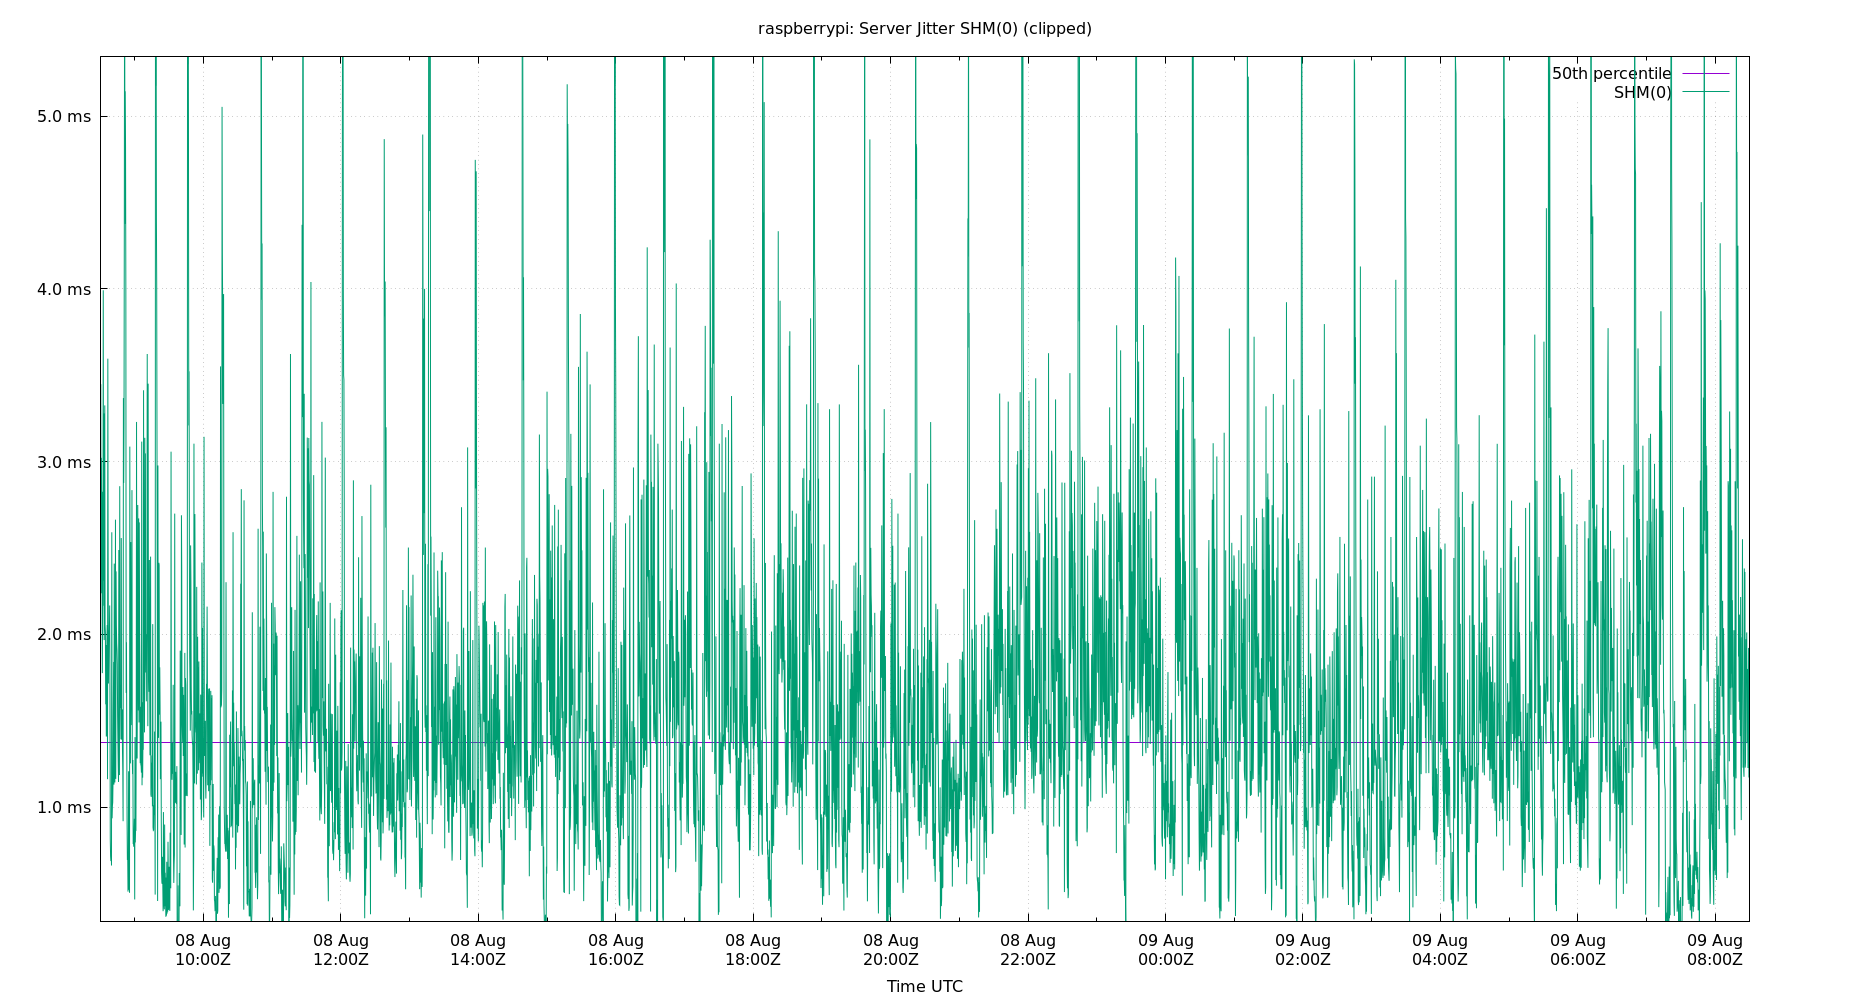 raspberrypi: Server Jitter SHM(0) (clipped)
50th percentile
SHM(0)
5.0 ms
4.0 ms
3.0 ms
2.0 ms
1.0 ms
08 Aug 08 Aug 08 Aug 08 Aug 08 Aug 08 Aug 08 Aug 09 Aug 09 Aug 09 Aug 09 Aug 09 Aug
10:00Z 12:00Z 14:00Z 16:00Z 18:00Z 20:00Z 22:00Z 00:00Z 02:00Z 04:00Z 06:00Z 08:00Z
Time UTC